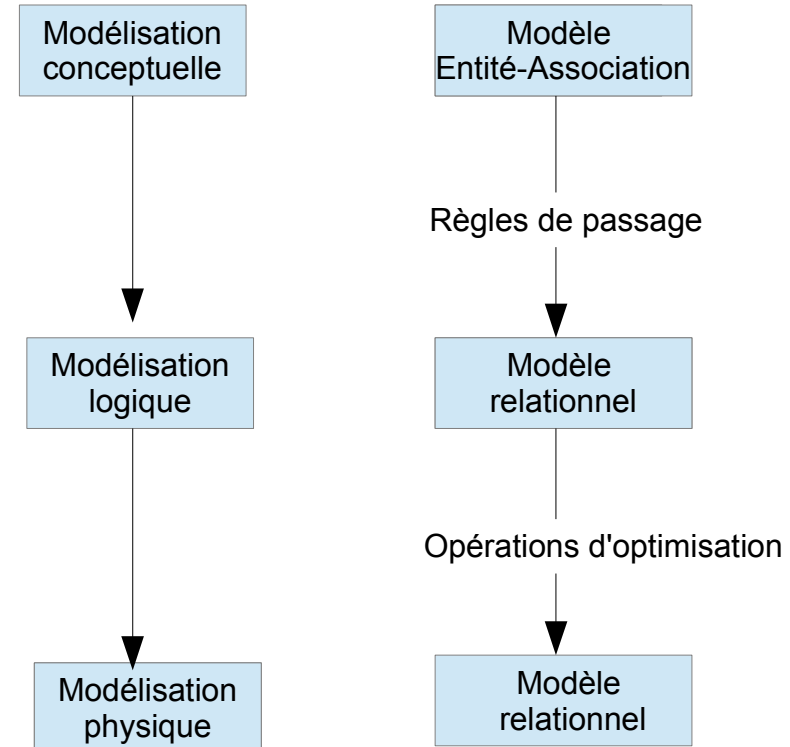 Modélisation
conceptuelle
Modèle
Entité-Association
Règles de passage
Modélisation
logique
Modèle
relationnel
Opérations d'optimisation
Modélisation
physique
Modèle
relationnel